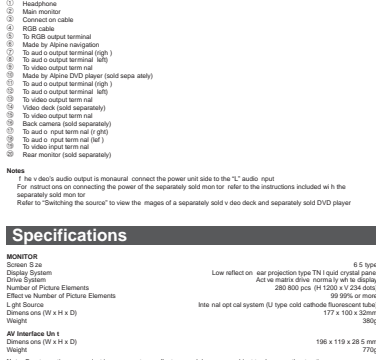 ① Headphone
② Main monitor
③ Connect on cable
④ RGB cable
⑤ To RGB output terminal
⑥ Made by Alpine navigation
⑦ To aud o output terminal (righ )
⑧ To aud o output terminal left)
⑨ To video output term nal
⑩ Made by Alpine DVD player (sold sepa ately)
⑪ To aud o output terminal (righ )
⑫ To aud o output terminal left)
⑬ To video output term nal
⑭ Video deck (sold separately)
⑮ To video output term nal
⑯ Back camera (sold separately)
⑰ To aud o nput term nal (r ght)
⑱ To aud o nput term nal (lef )
⑲ To video input term nal
⑳ Rear monitor (sold separately)
Notes
f he v deo's audio output is monaural connect the power unit side to the "L" audio nput
For nstruct ons on connecting the power of the separately sold mon tor refer to the instructions included wi h the
separately sold mon tor
Refer to "Switching the source" to view the mages of a separately sold v deo deck and separately sold DVD player
Specifications
MONITOR
Screen S ze 6 5 type
Display System Low reflect on ear projection type TN l quid crystal panel
Drive System Act ve matrix drive norma ly wh te display
Number of Picture Elements 280 800 pcs (H 1200 x V 234 dots)
Effect ve Number of Picture Elements 99 99% or more
L ght Source Inte nal opt cal system (U type cold cathode fluorescent tube)
Dimens ons (W x H x D) 177 x 100 x 32mm
Weight 380g
AV Interface Un t
Dimens ons (W x H x D) 196 x 119 x 28 5 mm
Weight 770g